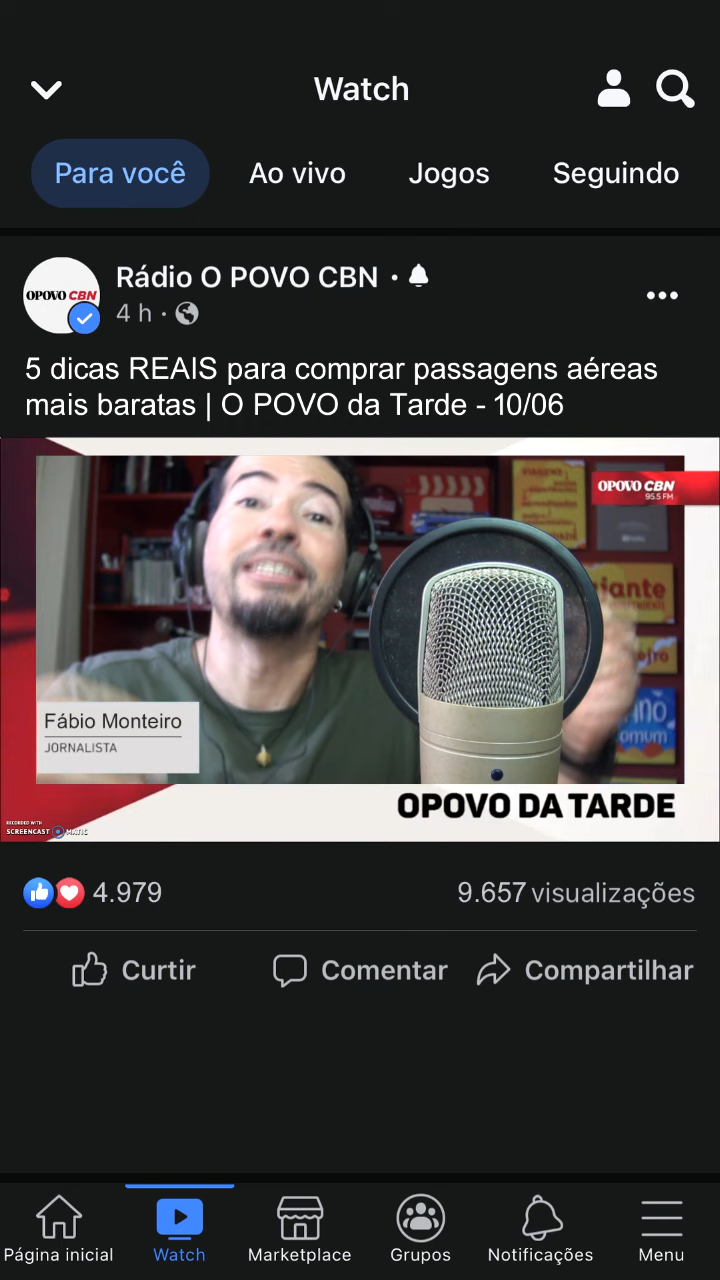 Watch
Para você
Ao vivo
Jogos
Seguindo
OPOVO CBN
Rádio O POVO CBN ·
4 h ·
5 dicas REAIS para comprar passagens aéreas
mais baratas | O POVO da Tarde - 10/06
OPOVO CBN
95.5 FM
Fábio Monteiro
JORNALISTA
RECORDED WITH
SCREENCAST MATIC
OPOVO DA TARDE
4.979
9.657 visualizações
Curtir
Comentar
Compartilhar
Página inicial
Watch
Marketplace
Grupos
Notificações
Menu